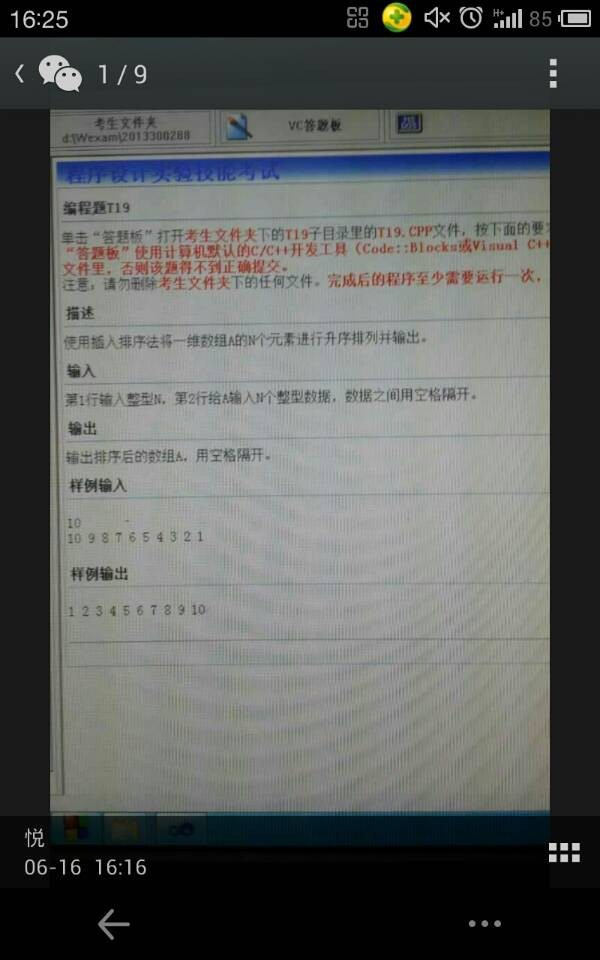 16:25
85
1 / 9
考生文件夹
d:\Wexam\2013300288
VC答题板
程序设计实验技能考试
编程题T19
单击“答题板”打开考生文件夹下的T19子目录里的T19.CPP文件，按下面的要
“答题板”使用计算机默认的C/C++开发工具（Code::Blocks或Visual C++
文件里，否则该题得不到正确提交。
注意：请勿删除考生文件夹下的任何文件。完成后的程序至少需要运行一次，
描述
使用插入排序法将一维数组A的N个元素进行升序排列并输出。
输入
第1行输入整型N，第2行给A输入N个整型数据，数据之间用空格隔开。
输出
输出排序后的数组A，用空格隔开。
样例输入
10
10 9 8 7 6 5 4 3 2 1
样例输出
1 2 3 4 5 6 7 8 9 10
悦
06-16 16:16